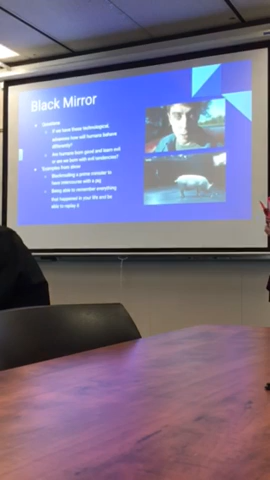 Black Mirror
● Questions
● If we have those technological
advances how will humans behave
differently?
● Are humans born good and learn evil
or are we born with evil tendencies?
● Examples from show
● Blackmailing a prime minister to
have intercourse with a pig
● Being able to remember everything
that happened in your life and be
able to replay it